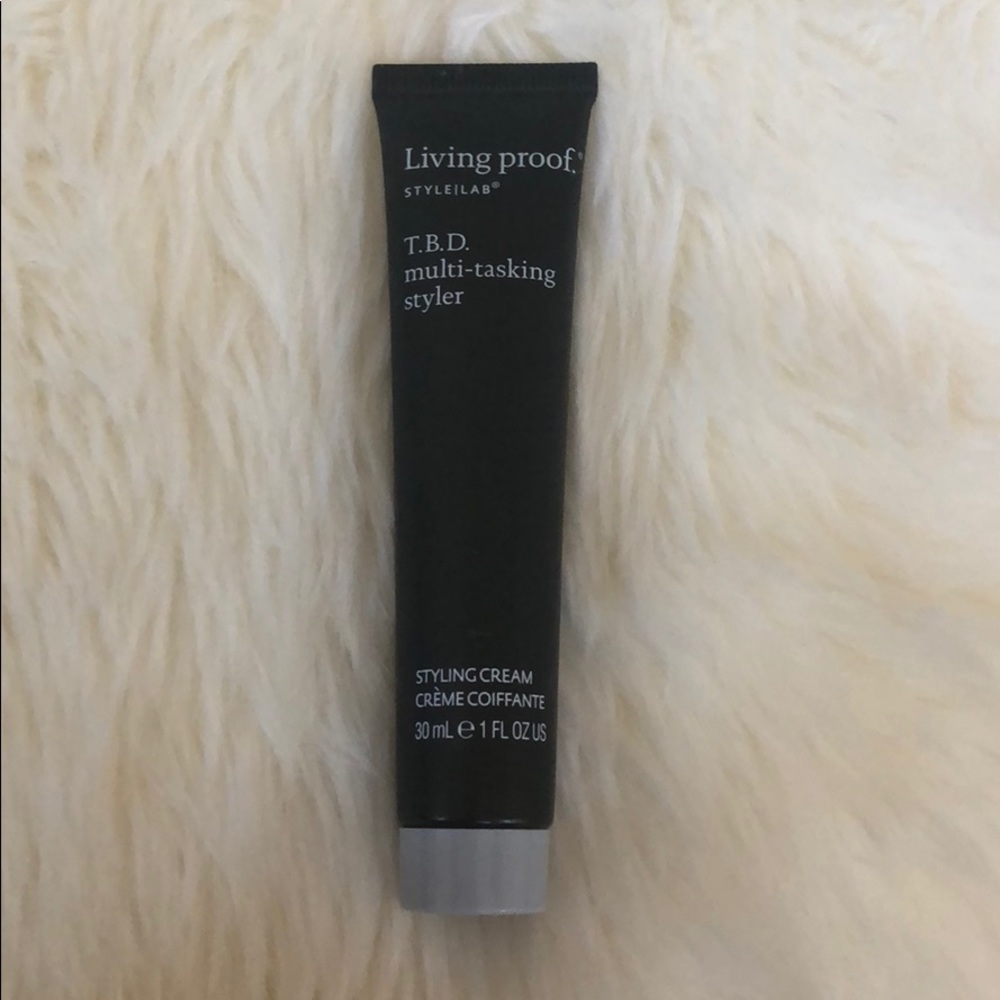 Living proof.®
STYLE|LAB®
T.B.D.
multi-tasking
styler
STYLING CREAM
CRÈME COIFFANTE
30 mL ℮ 1 FL OZ US